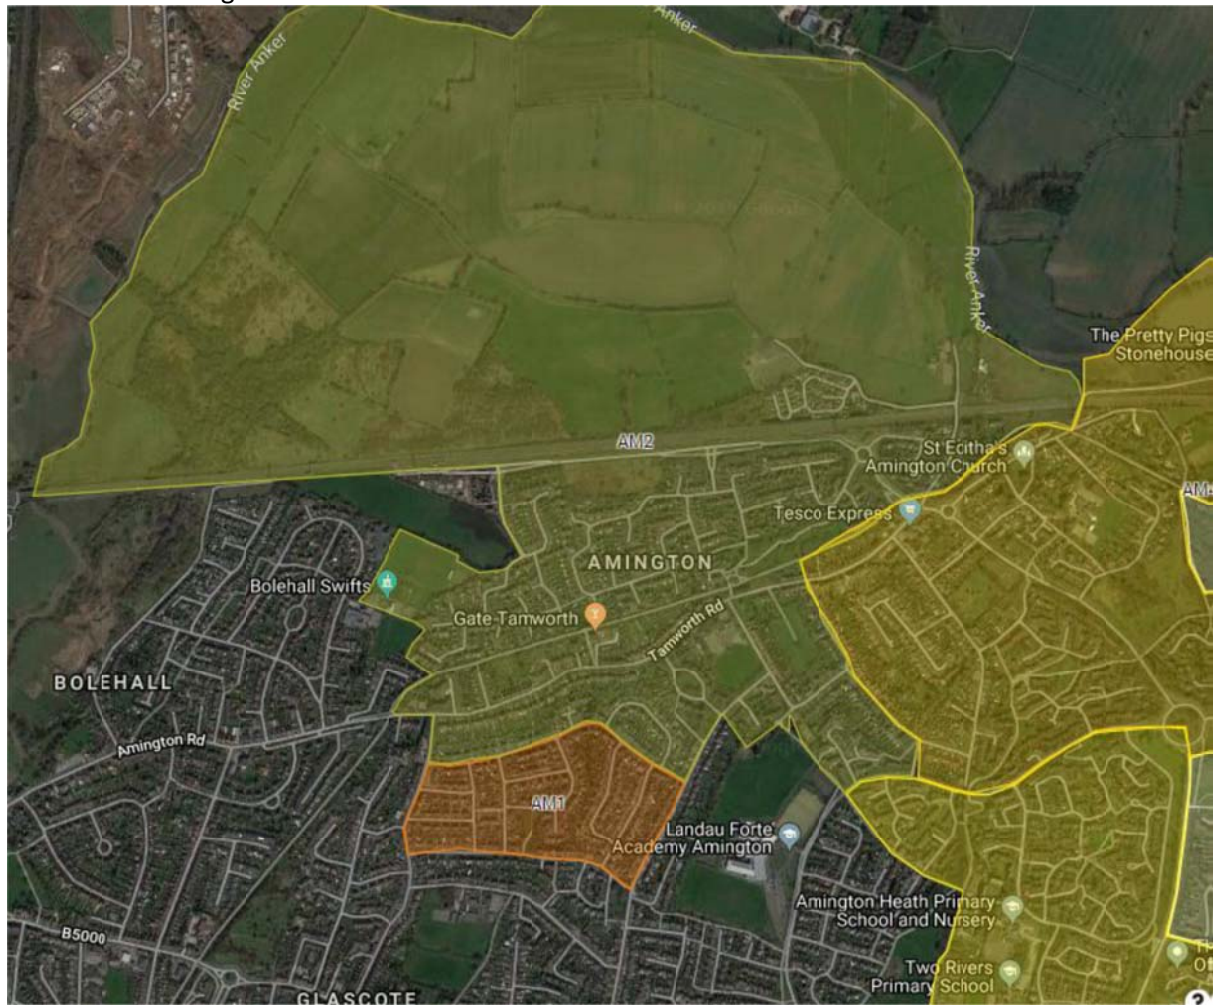 River Anker
Anker
River Anker
The Pretty Pigs
Stonehouse
AM2
St Editha's
Amington Church
Tesco Express
AMINGTON
Bolehall Swifts
Gate Tamworth
Tamworth Rd
BOLEHALL
Amington Rd
AM1
Landau Forte
Academy Amington
Amington Heath Primary
School and Nursery
B5000
Two Rivers
Primary School
GLASCOTE
?